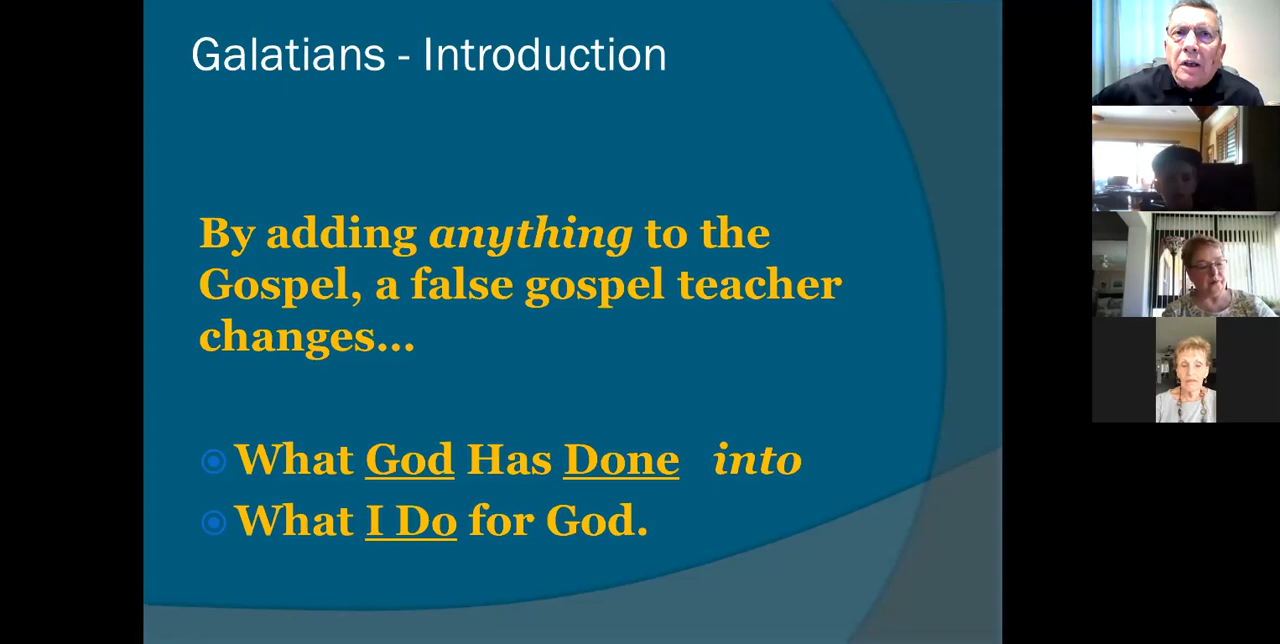 Galatians - Introduction
By adding anything to the
Gospel, a false gospel teacher
changes...
What God Has Done into
What I Do for God.